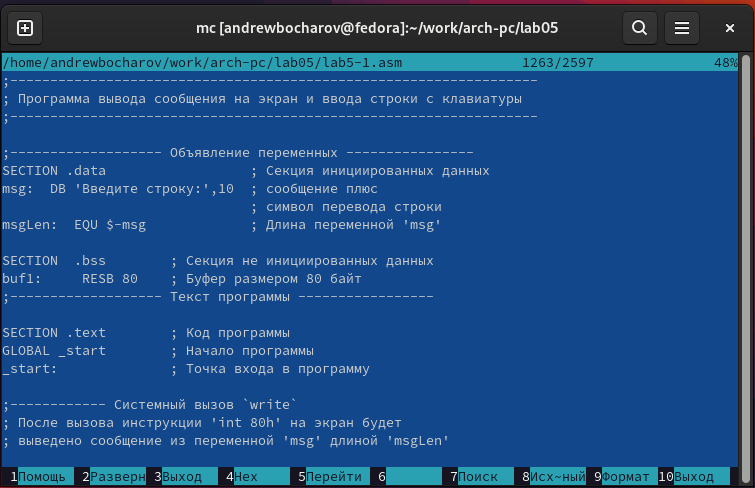 mc [andrewbocharov@fedora]:~/work/arch-pc/lab05
/home/andrewbocharov/work/arch-pc/lab05/lab5-1.asm 1263/2597 48%
;------------------------------------------------------------------
; Программа вывода сообщения на экран и ввода строки с клавиатуры
;------------------------------------------------------------------
;------------------- Объявление переменных ----------------
SECTION .data ; Секция инициированных данных
msg: DB 'Введите строку:',10 ; сообщение плюс
; символ перевода строки
msgLen: EQU $-msg ; Длина переменной 'msg'
SECTION .bss ; Секция не инициированных данных
buf1: RESB 80 ; Буфер размером 80 байт
;------------------- Текст программы -----------------
SECTION .text ; Код программы
GLOBAL _start ; Начало программы
_start: ; Точка входа в программу
;------------ Системный вызов `write`
; После вызова инструкции 'int 80h' на экран будет
; выведено сообщение из переменной 'msg' длиной 'msgLen'
1Помощь 2Разверн 3Выход 4Hex 5Перейти 6 7Поиск 8Исх~ный 9Формат 10Выход